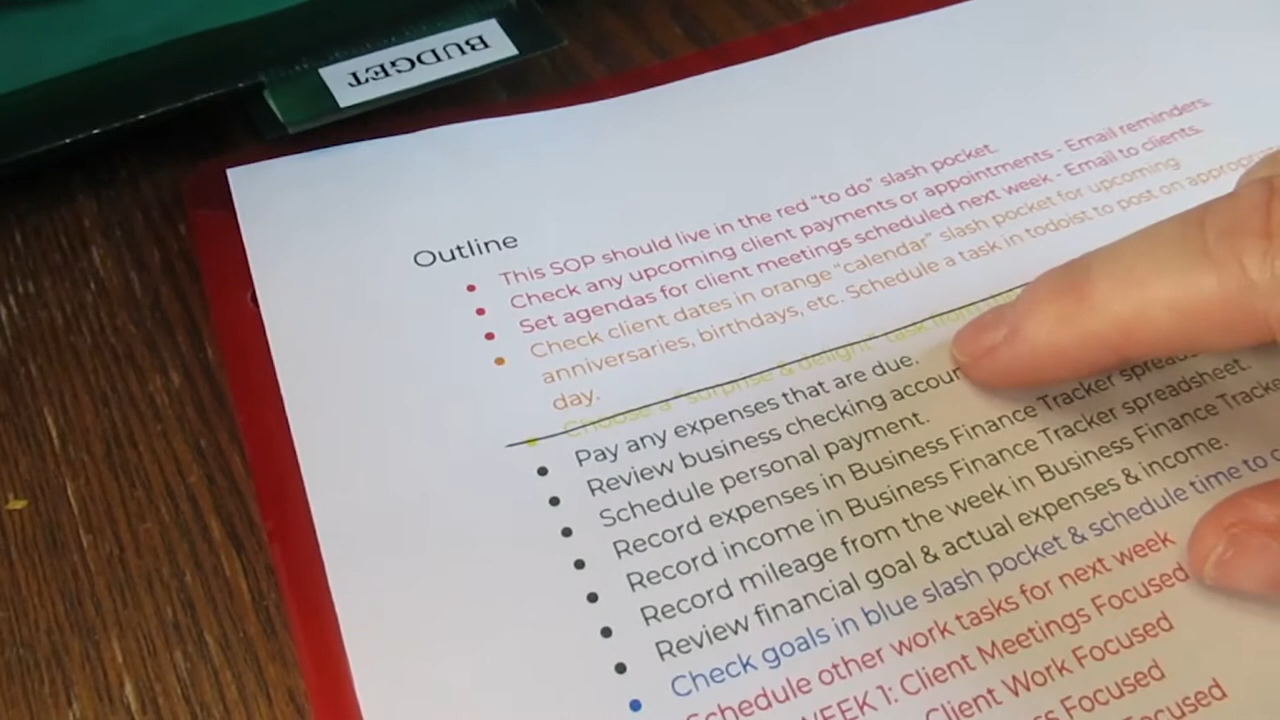 BUDGET
Outline
This SOP should live in the red “to do” slash pocket.
Check any upcoming client payments or appointments - Email reminders.
Set agendas for client meetings scheduled next week - Email to clients.
Check client dates in orange “calendar” slash pocket for upcoming
anniversaries, birthdays, etc. Schedule a task in todoist to post on
day.
Choose a “surprise & delight” task from
Pay any expenses that are due.
Review business checking
Schedule personal payment.
Record expenses in Business Finance Tracker
Record income in Business Finance Tracker spreadsheet.
Record mileage from the week in Business Finance
Review financial goal & actual expenses & income.
Check goals in blue slash pocket & schedule time to
Schedule other work tasks for next week
WEEK 1: Client Meetings Focused
Client Work Focused
Focused